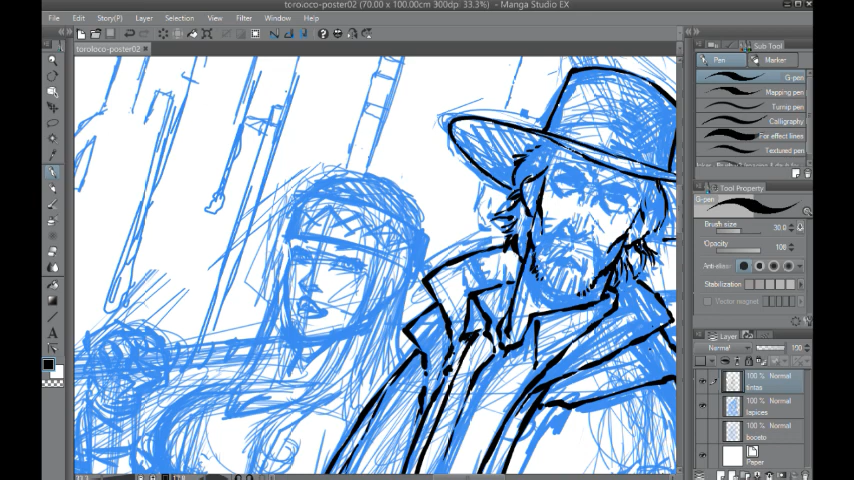 toroloco-poster02 (70.00 x 100.00cm 300dpi 33.3%) - Manga Studio EX
File Edit Story(P) Layer Selection View Filter Window Help
toroloco-poster02
Sub Tool
Pen Marker
G-pen
Mapping pen
Turnip pen
Calligraphy
For effect lines
Textured pen
Tool Property
G-pen
Brush size 30.0
Opacity 100
Stabilization
Vector magnet
Layer
Normal 100
100 % Normal
tintas
100 % Normal
lapices
100 % Normal
boceto
Paper